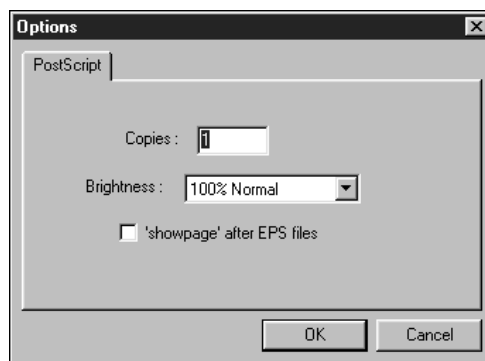 Options
PostScript
Copies : 1
Brightness : 100% Normal
'showpage' after EPS files
OK Cancel